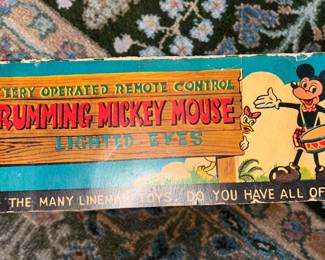 TERY OPERATED REMOTE CONTROL
RUMMING MICKEY MOUSE
LIGHTED EYES
THE MANY LINEMAR TOYS. DO YOU HAVE ALL OF